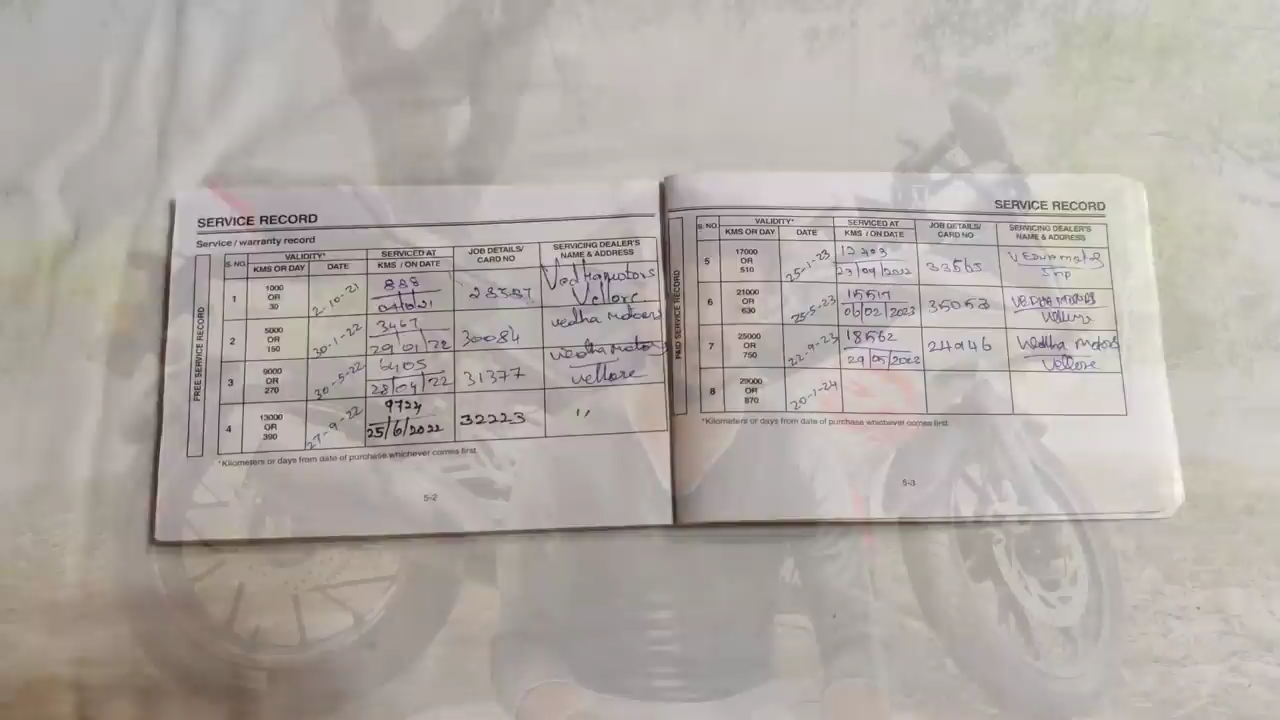 SERVICE RECORD
Service / warranty record
FREE SERVICE RECORD
S. NO. VALIDITY* SERVICED AT JOB DETAILS/ CARD NO SERVICING DEALER'S NAME & ADDRESS
KMS OR DAY DATE KMS / ON DATE
1 1000 OR 30 2-10-21 888 28587 Vellore
2 5000 OR 150 30-1-22 3467 29/01/22 30084 vedha Motors
3 9000 OR 270 30-5-22 6405 28/04/22 31377 vedha motors vellore
4 13000 OR 390 27-9-22 9724 25/6/2022 32223 ,,
*Kilometers or days from date of purchase whichever comes first.
5-2
SERVICE RECORD
PAID SERVICE RECORD
S. NO. VALIDITY* SERVICED AT JOB DETAILS/ CARD NO SERVICING DEALER'S NAME & ADDRESS
KMS OR DAY DATE KMS / ON DATE
5 17000 OR 510 25-1-23 33565
6 21000 OR 630 25-5-23 15517 01/02/2023 35053 vellore
7 25000 OR 750 22-9-23 18562 29/05/2022 24946 vedha motors vellore
8 29000 OR 870 20-1-24
*Kilometers or days from date of purchase whichever comes first.
5-3